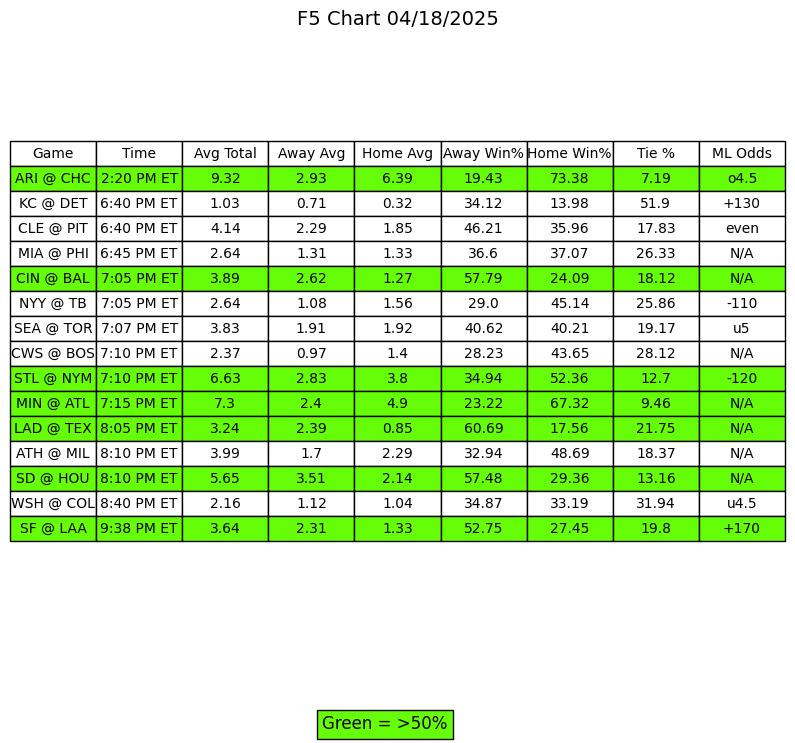 F5 Chart 04/18/2025
Game Time Avg Total Away Avg Home Avg Away Win% Home Win% Tie % ML Odds
ARI @ CHC 2:20 PM ET 9.32 2.93 6.39 19.43 73.38 7.19 o4.5
KC @ DET 6:40 PM ET 1.03 0.71 0.32 34.12 13.98 51.9 +130
CLE @ PIT 6:40 PM ET 4.14 2.29 1.85 46.21 35.96 17.83 even
MIA @ PHI 6:45 PM ET 2.64 1.31 1.33 36.6 37.07 26.33 N/A
CIN @ BAL 7:05 PM ET 3.89 2.62 1.27 57.79 24.09 18.12 N/A
NYY @ TB 7:05 PM ET 2.64 1.08 1.56 29.0 45.14 25.86 -110
SEA @ TOR 7:07 PM ET 3.83 1.91 1.92 40.62 40.21 19.17 u5
CWS @ BOS 7:10 PM ET 2.37 0.97 1.4 28.23 43.65 28.12 N/A
STL @ NYM 7:10 PM ET 6.63 2.83 3.8 34.94 52.36 12.7 -120
MIN @ ATL 7:15 PM ET 7.3 2.4 4.9 23.22 67.32 9.46 N/A
LAD @ TEX 8:05 PM ET 3.24 2.39 0.85 60.69 17.56 21.75 N/A
ATH @ MIL 8:10 PM ET 3.99 1.7 2.29 32.94 48.69 18.37 N/A
SD @ HOU 8:10 PM ET 5.65 3.51 2.14 57.48 29.36 13.16 N/A
WSH @ COL 8:40 PM ET 2.16 1.12 1.04 34.87 33.19 31.94 u4.5
SF @ LAA 9:38 PM ET 3.64 2.31 1.33 52.75 27.45 19.8 +170
Green = >50%